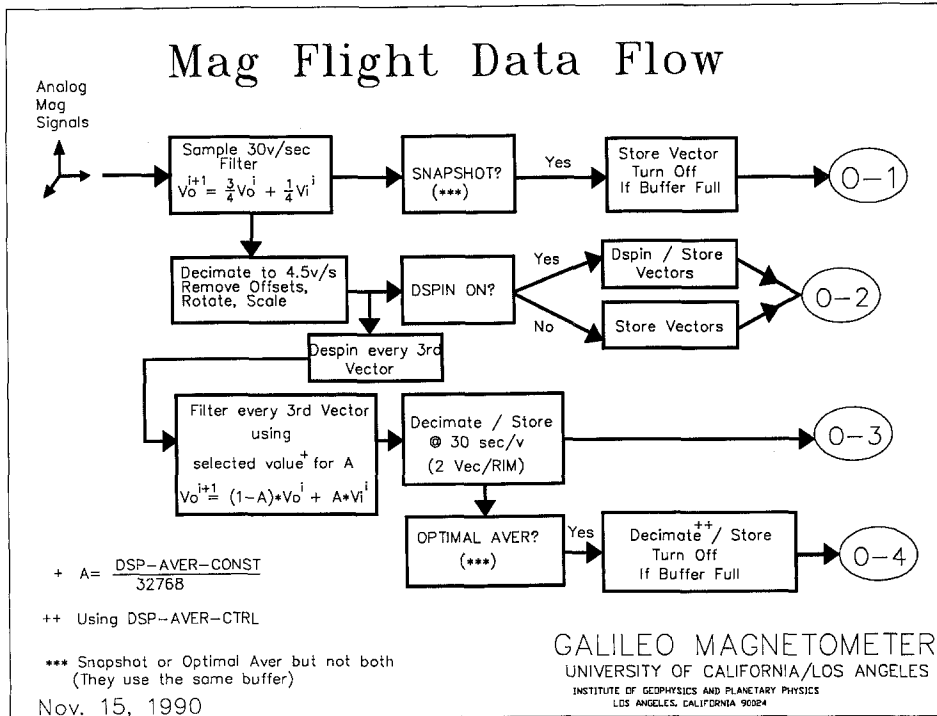 Mag Flight Data Flow
Analog
Mag
Signals
Sample 30v/sec
Filter
Vo^i+1 = 3/4 Vo^i + 1/4 Vi^i
SNAPSHOT?
(***)
Yes
Store Vector
Turn Off
If Buffer Full
O-1
Decimate to 4.5v/s
Remove Offsets,
Rotate, Scale
DSPIN ON?
Yes
Dspin / Store
Vectors
No
Store Vectors
O-2
Despin every 3rd
Vector
Filter every 3rd Vector
using
selected value+ for A
Vo^i+1 = (1-A)*Vo^i + A*Vi^i
Decimate / Store
@ 30 sec/v
(2 Vec/RIM)
O-3
OPTIMAL AVER?
(***)
Yes
Decimate++/ Store
Turn Off
If Buffer Full
O-4
+ A= DSP-AVER-CONST
32768
++ Using DSP-AVER-CTRL
*** Snapshot or Optimal Aver but not both
(They use the same buffer)
Nov. 15, 1990
GALILEO MAGNETOMETER
UNIVERSITY OF CALIFORNIA/LOS ANGELES
INSTITUTE OF GEOPHYSICS AND PLANETARY PHYSICS
LOS ANGELES, CALIFORNIA 90024